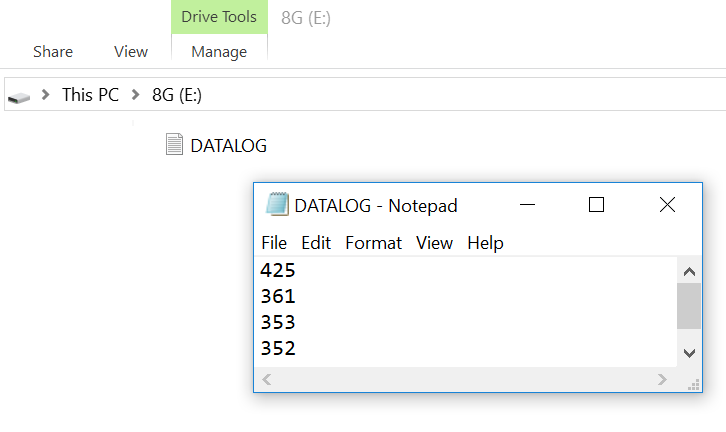 Drive Tools
8G (E:)
Share View Manage
This PC 8G (E:)
DATALOG
DATALOG - Notepad
File Edit Format View Help
425
361
353
352